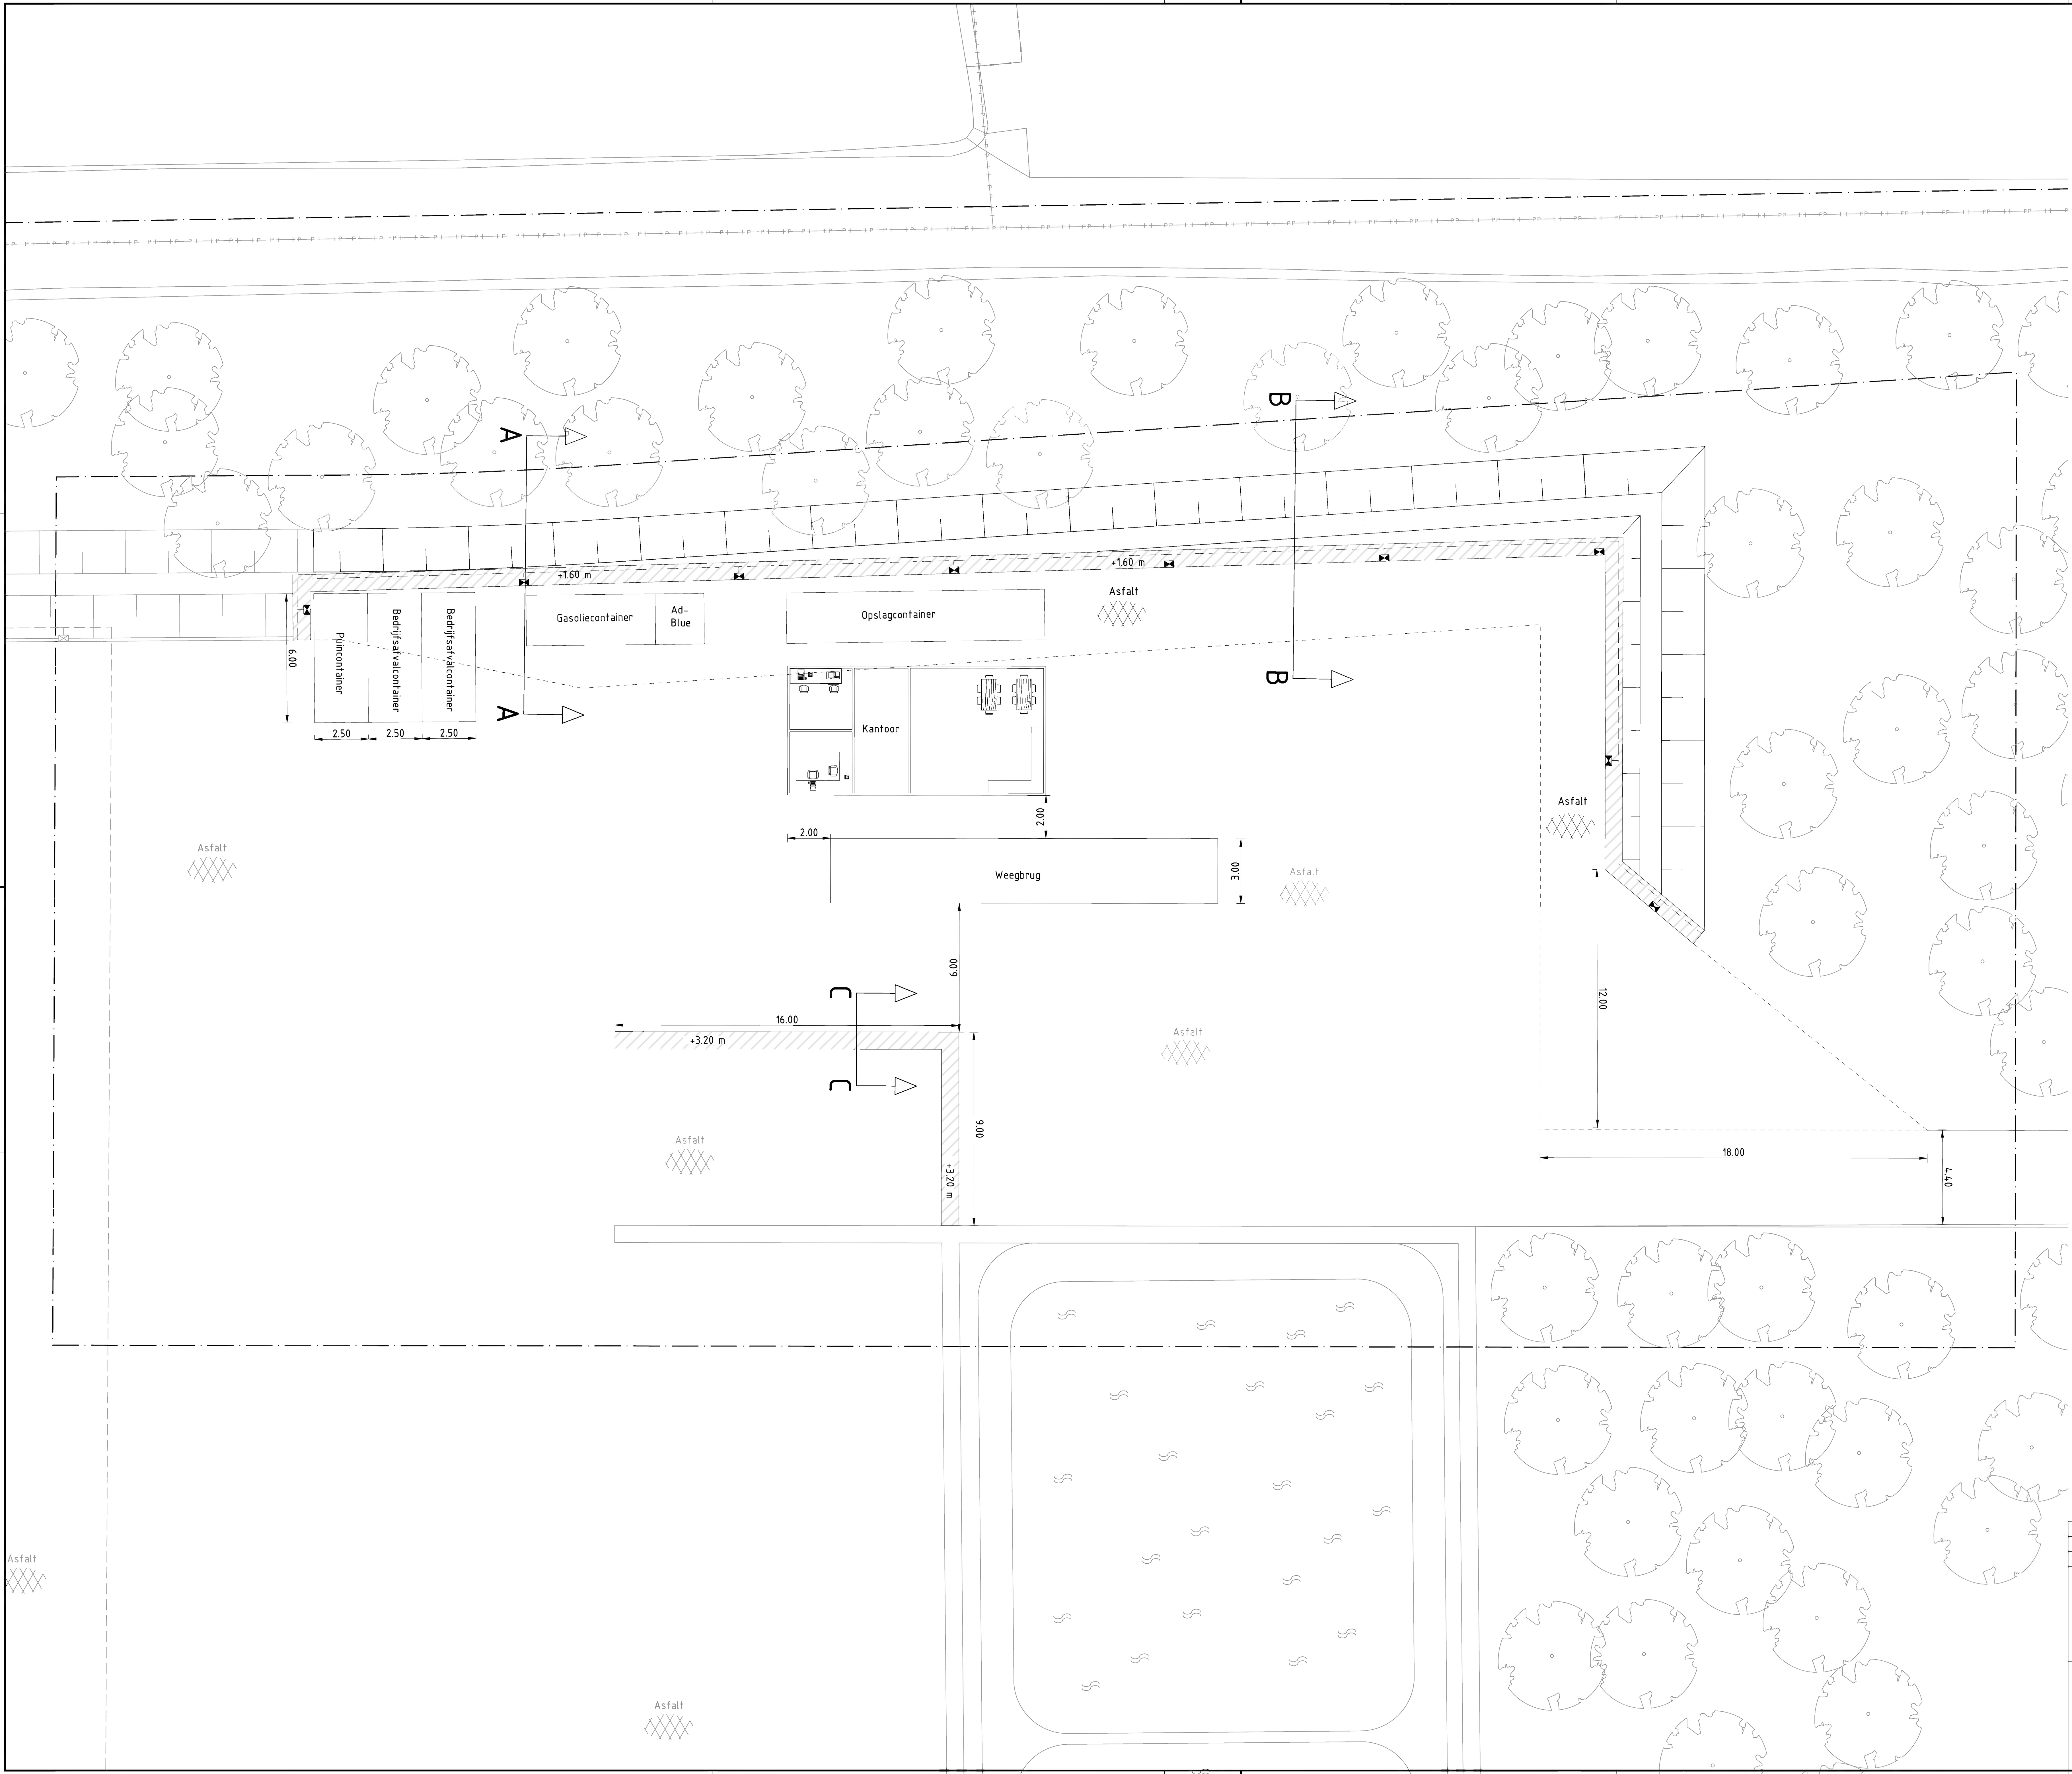 B
A
+1.60 m
+1.60 m
Asfalt
Gasoliecontainer
Ad-
Blue
Opslagcontainer
6.00
Puincontainer
Bedrijfsafvalcontainer
Bedrijfsafvalcontainer
B
A
2.50
2.50
2.50
Kantoor
Asfalt
2.00
2.00
Asfalt
Weegbrug
3.00
Asfalt
6.00
C
12.00
16.00
+3.20 m
Asfalt
C
9.00
Asfalt
18.00
4.40
+3.20 m
Asfalt
Asfalt